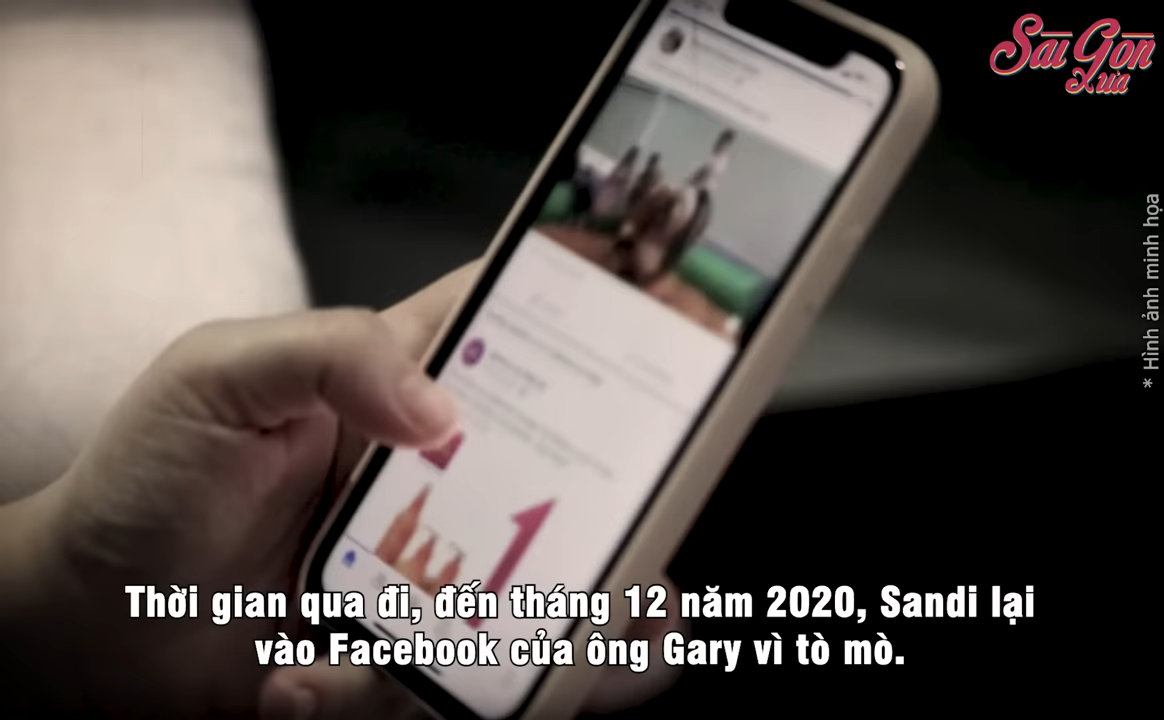 Sài Gòn
Xưa
* Hình ảnh minh họa
1
Thời gian qua đi, đến tháng 12 năm 2020, Sandi lại
vào Facebook của ông Gary vì tò mò.